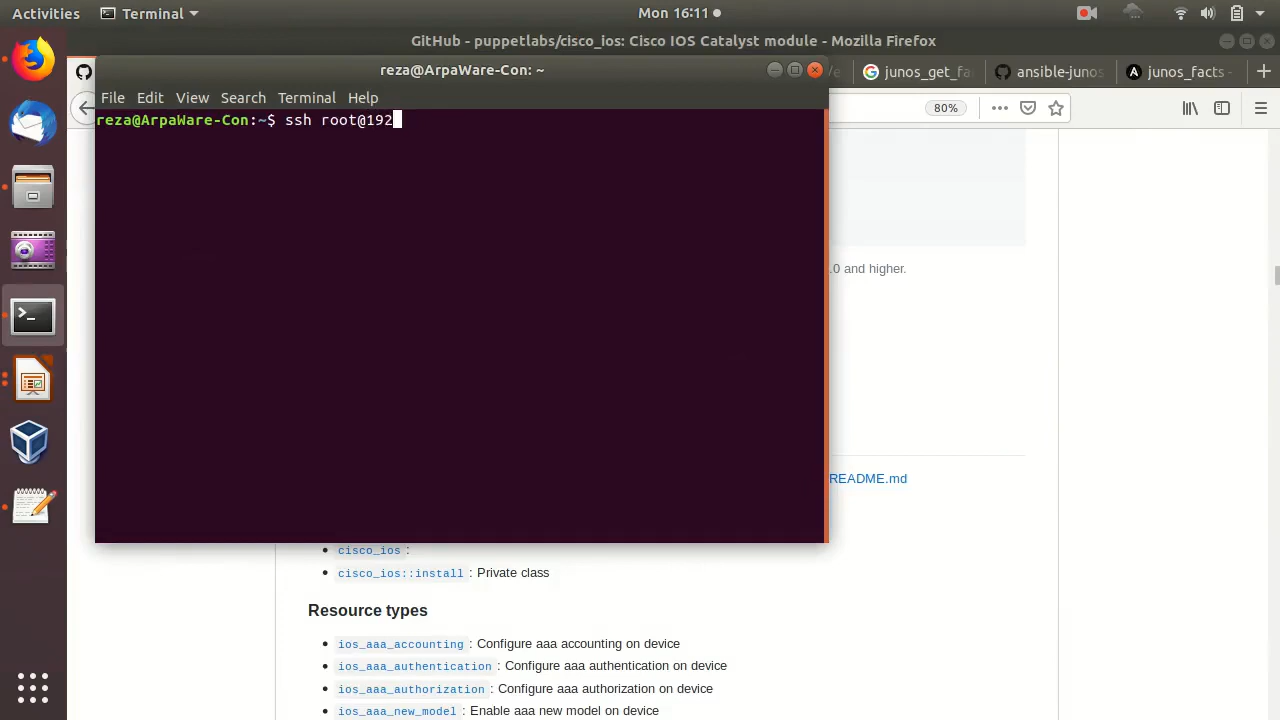 Activities Terminal Mon 16:11
GitHub - puppetlabs/cisco_ios: Cisco IOS Catalyst module - Mozilla Firefox
reza@ArpaWare-Con: ~
junos_get_fa ansible-junos junos_facts -
File Edit View Search Terminal Help
80%
reza@ArpaWare-Con:~$ ssh root@192
.0 and higher.
README.md
cisco_ios :
cisco_ios::install : Private class
Resource types
ios_aaa_accounting : Configure aaa accounting on device
ios_aaa_authentication : Configure aaa authentication on device
ios_aaa_authorization : Configure aaa authorization on device
ios_aaa_new_model : Enable aaa new model on device